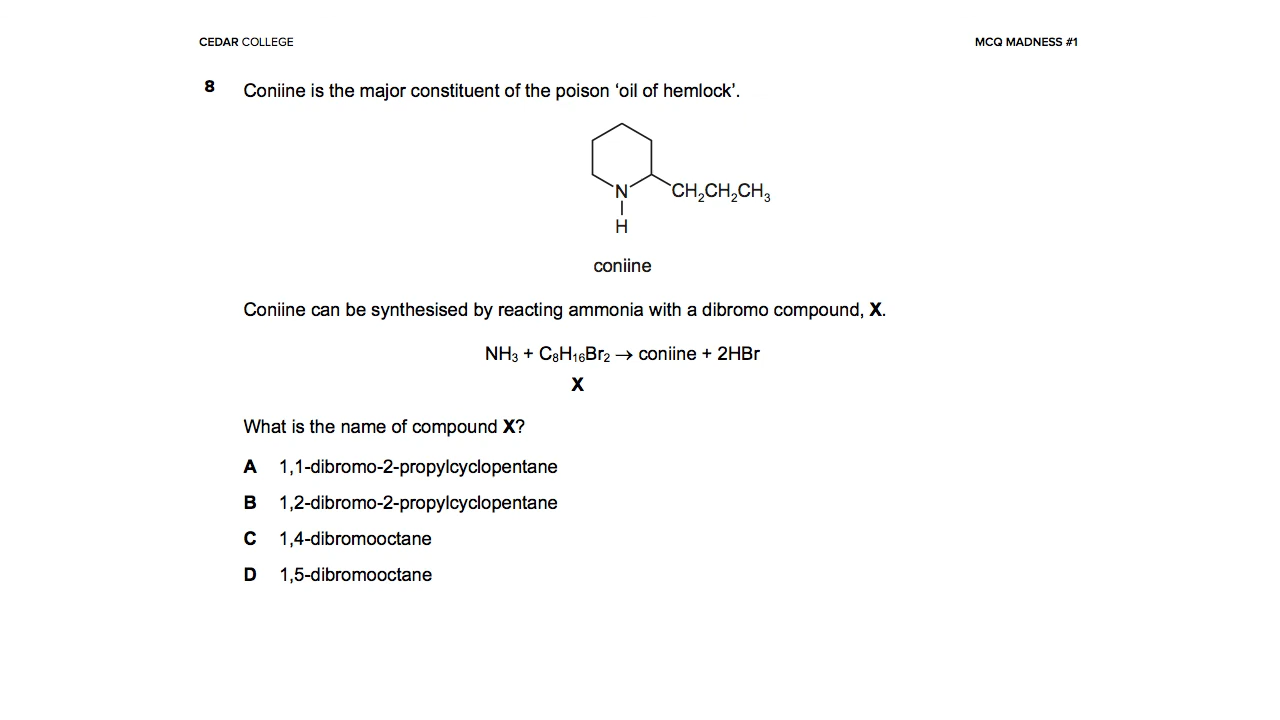 CEDAR COLLEGE MCQ MADNESS #1
8 Coniine is the major constituent of the poison ‘oil of hemlock’.
N CH₂CH₂CH₃
H
coniine
Coniine can be synthesised by reacting ammonia with a dibromo compound, X.
NH₃ + C₈H₁₆Br₂ → coniine + 2HBr
X
What is the name of compound X?
A 1,1-dibromo-2-propylcyclopentane
B 1,2-dibromo-2-propylcyclopentane
C 1,4-dibromooctane
D 1,5-dibromooctane